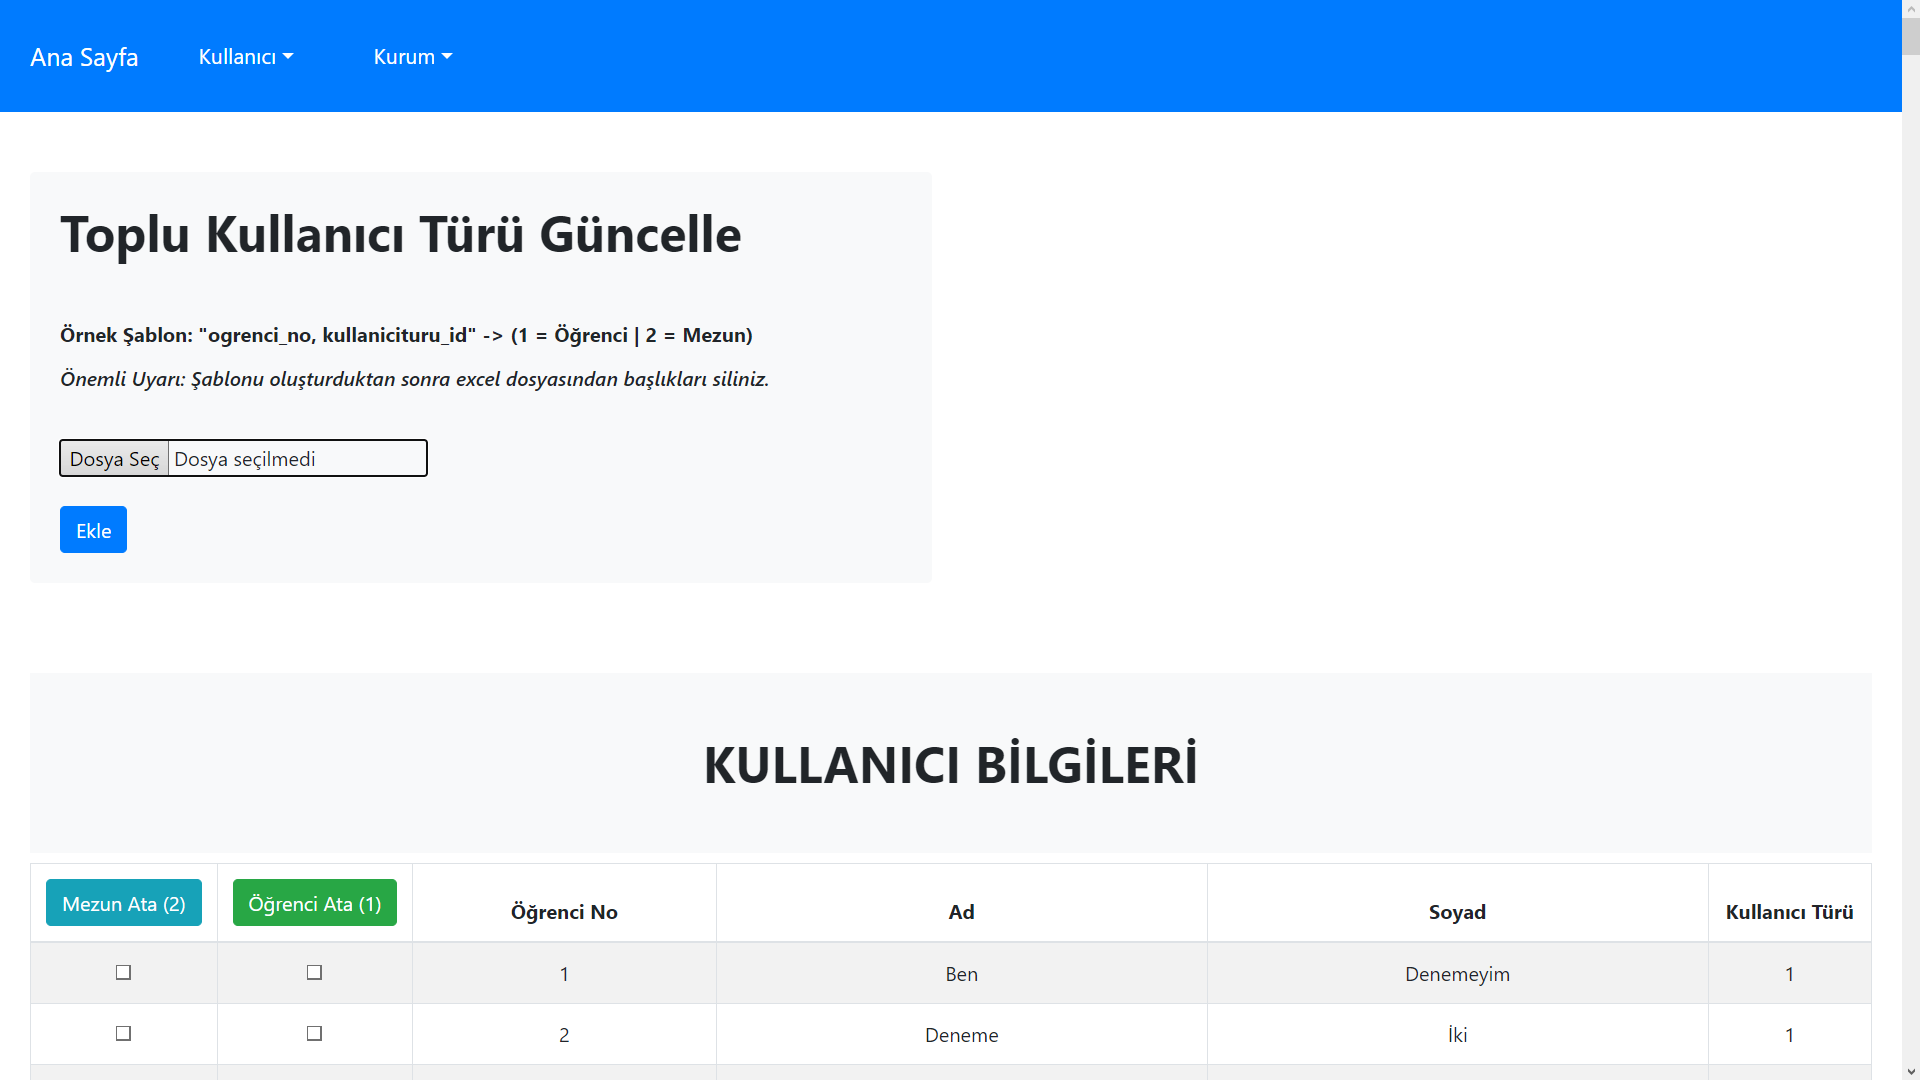 Ana Sayfa Kullanıcı Kurum
Toplu Kullanıcı Türü Güncelle
Örnek Şablon: "ogrenci_no, kullanicituru_id" -> (1 = Öğrenci | 2 = Mezun)
Önemli Uyarı: Şablonu oluşturduktan sonra excel dosyasından başlıkları siliniz.
Dosya Seç Dosya seçilmedi
Ekle
KULLANICI BİLGİLERİ
Mezun Ata (2) Öğrenci Ata (1) Öğrenci No Ad Soyad Kullanıcı Türü
1 Ben Denemeyim 1
2 Deneme İki 1